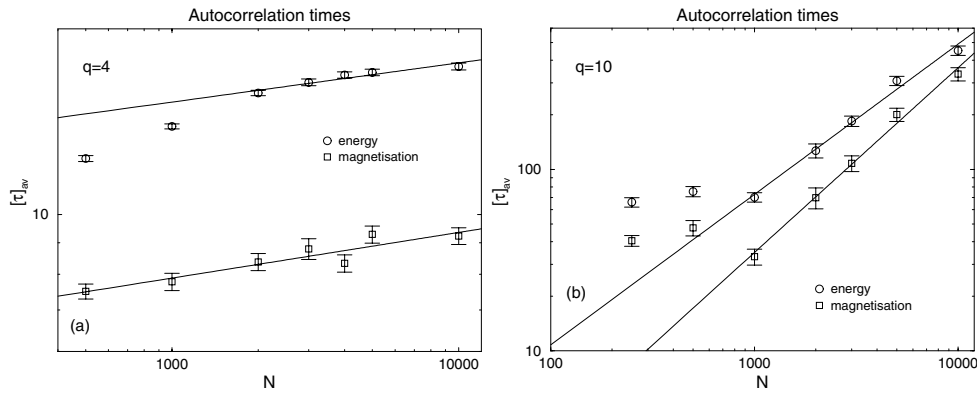 Autocorrelation times
q=4
energy
magnetisation
[τ]av
10
(a)
1000
10000
N
Autocorrelation times
q=10
100
energy
magnetisation
[τ]av
(b)
10
100
1000
10000
N